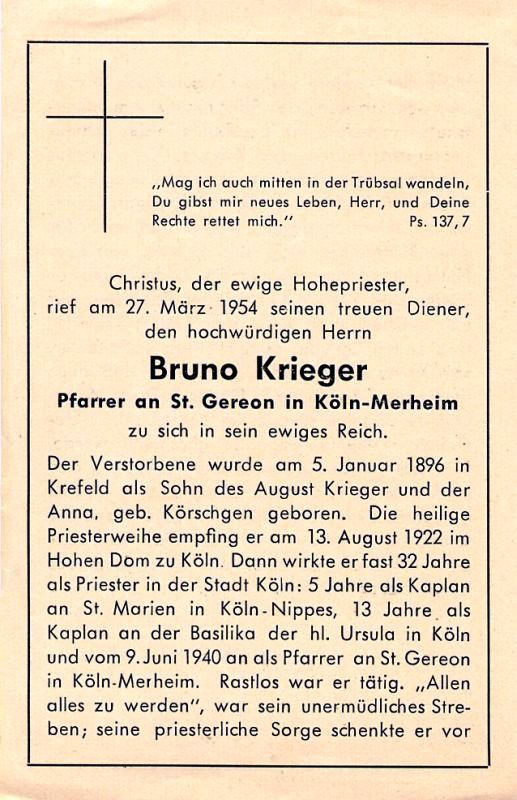 „Mag ich auch mitten in der Trübsal wandeln,
Du gibst mir neues Leben, Herr, und Deine
Rechte rettet mich." Ps. 137,7
Christus, der ewige Hohepriester,
rief am 27. März 1954 seinen treuen Diener,
den hochwürdigen Herrn
Bruno Krieger
Pfarrer an St. Gereon in Köln-Merheim
zu sich in sein ewiges Reich.
Der Verstorbene wurde am 5. Januar 1896 in
Krefeld als Sohn des August Krieger und der
Anna, geb. Körschgen geboren. Die heilige
Priesterweihe empfing er am 13. August 1922 im
Hohen Dom zu Köln. Dann wirkte er fast 32 Jahre
als Priester in der Stadt Köln: 5 Jahre als Kaplan
an St. Marien in Köln-Nippes, 13 Jahre als
Kaplan an der Basilika der hl. Ursula in Köln
und vom 9. Juni 1940 an als Pfarrer an St. Gereon
in Köln-Merheim. Rastlos war er tätig. „Allen
alles zu werden", war sein unermüdliches Stre-
ben; seine priesterliche Sorge schenkte er vor